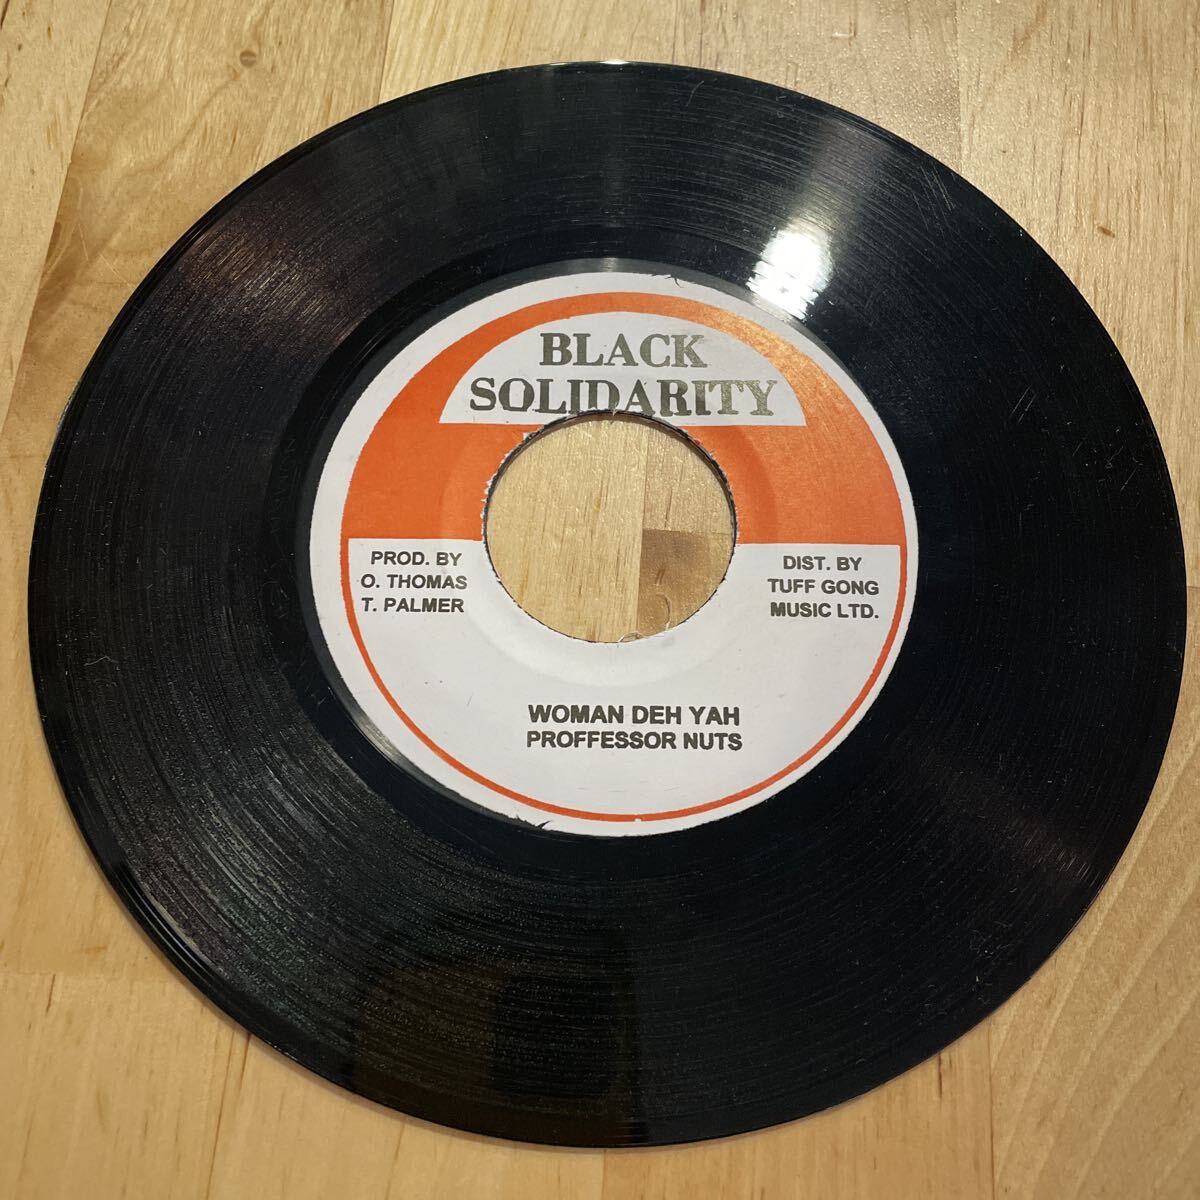 BLACK
SOLIDARITY
PROD. BY
O. THOMAS
T. PALMER
DIST. BY
TUFF GONG
MUSIC LTD.
WOMAN DEH YAH
PROFFESSOR NUTS